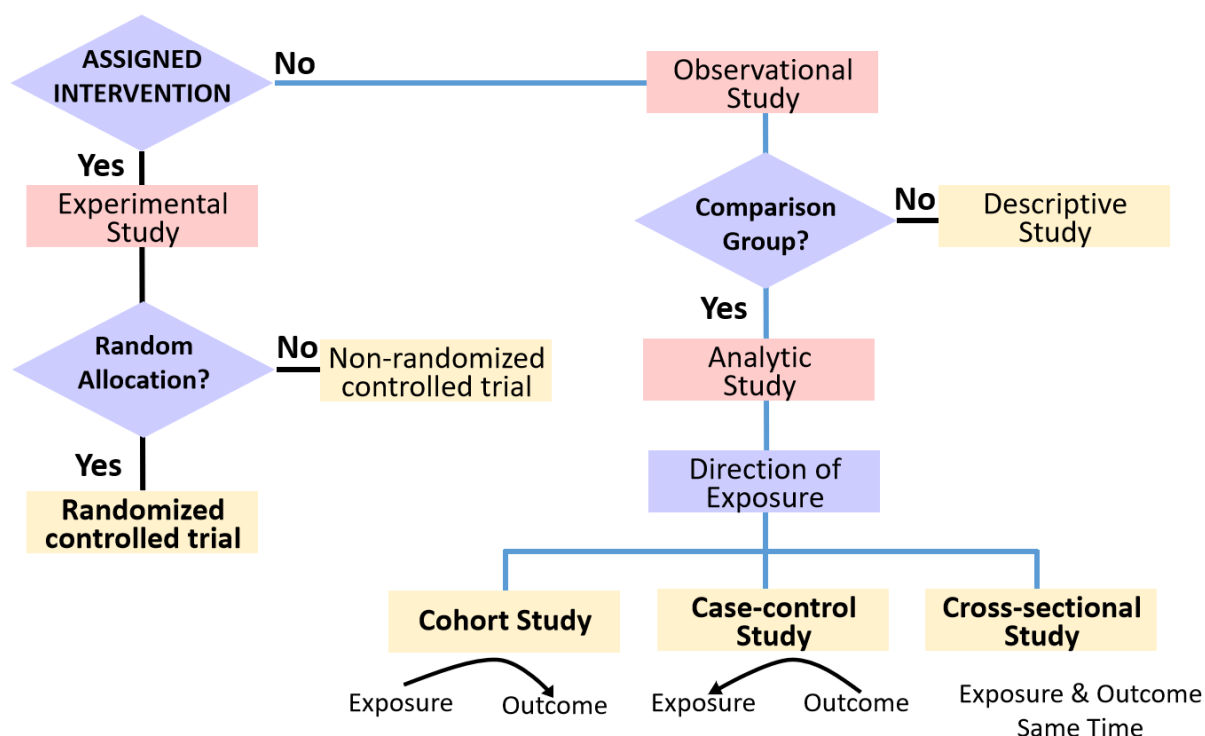 ASSIGNED
INTERVENTION
No
Observational
Study
Yes
Experimental
Study
Comparison
Group?
No
Descriptive
Study
Yes
Random
Allocation?
No
Non-randomized
controlled trial
Analytic
Study
Yes
Direction of
Exposure
Randomized
controlled trial
Cohort Study
Case-control
Study
Cross-sectional
Study
Exposure
Outcome
Exposure
Outcome
Exposure & Outcome
Same Time